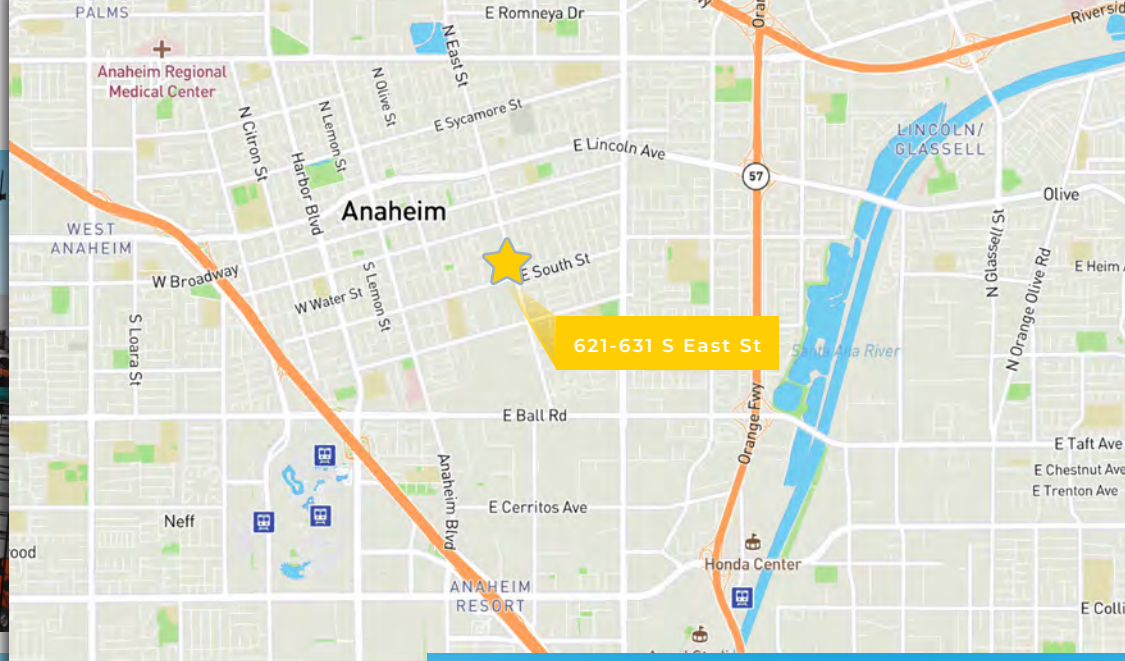 PALMS
E Romneya Dr
Riversid
Anaheim Regional
Medical Center
N East St
N Olive St
N Lemon St
N Citron St
E Sycamore St
E Lincoln Ave
LINCOLN/
GLASSELL
Harbor Blvd
57
Olive
Anaheim
WEST
ANAHEIM
N Glassell St
N Orange Olive Rd
W Broadway
E South St
E Heim
S Lemon St
W Water St
S Loara St
621-631 S East St
Santa Ana River
E Ball Rd
Orange Fwy
E Taft Ave
E Chestnut Ave
E Trenton Ave
Anaheim Blvd
E Cerritos Ave
Neff
ood
Honda Center
ANAHEIM
RESORT
E Colli